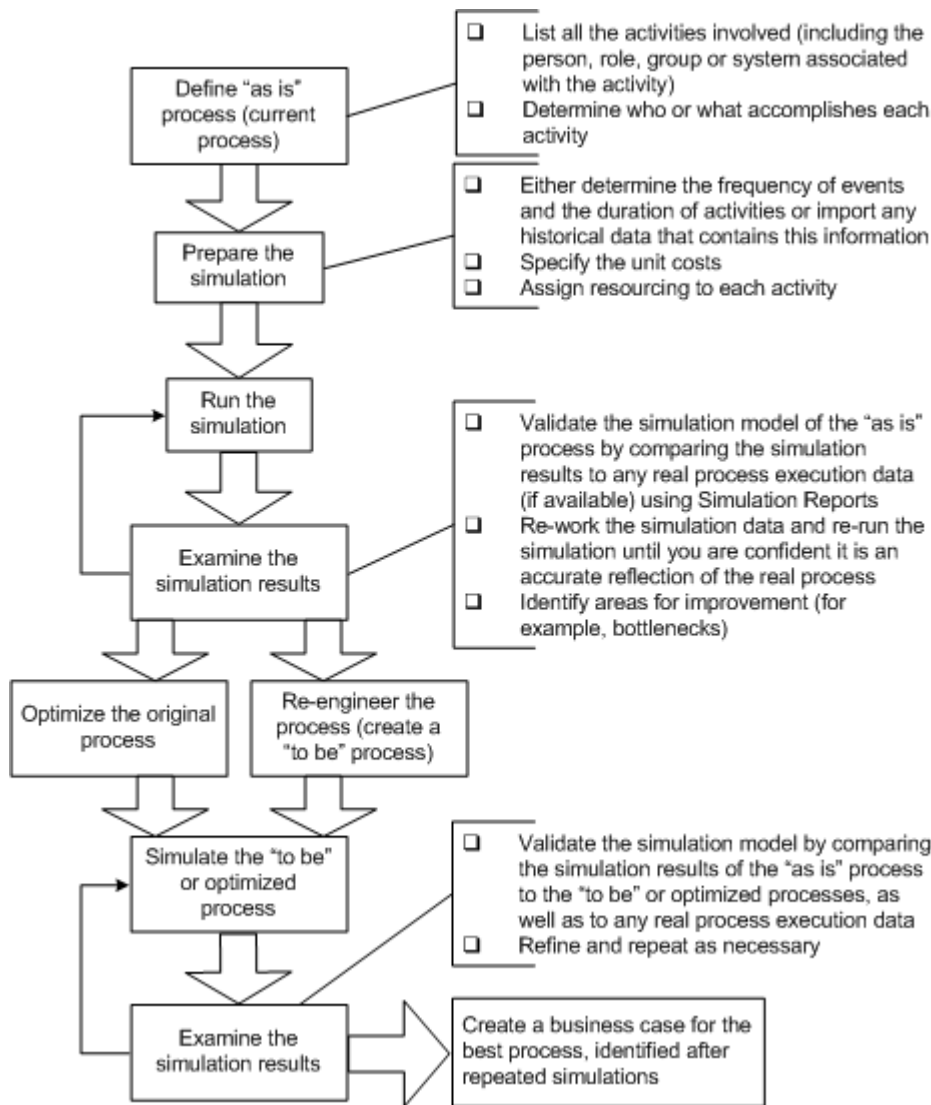 Define “as is”
process (current
process)
❑ List all the activities involved (including the
person, role, group or system associated
with the activity)
❑ Determine who or what accomplishes each
activity
Prepare the
simulation
❑ Either determine the frequency of events
and the duration of activities or import any
historical data that contains this information
❑ Specify the unit costs
❑ Assign resourcing to each activity
Run the
simulation
Examine the
simulation results
❑ Validate the simulation model of the “as is”
process by comparing the simulation
results to any real process execution data
(if available) using Simulation Reports
❑ Re-work the simulation data and re-run the
simulation until you are confident it is an
accurate reflection of the real process
❑ Identify areas for improvement (for
example, bottlenecks)
Optimize the original
process
Re-engineer the
process (create a
“to be” process)
Simulate the “to be”
or optimized
process
❑ Validate the simulation model by comparing
the simulation results of the “as is” process
to the “to be” or optimized processes, as
well as to any real process execution data
❑ Refine and repeat as necessary
Examine the
simulation results
Create a business case for the
best process, identified after
repeated simulations